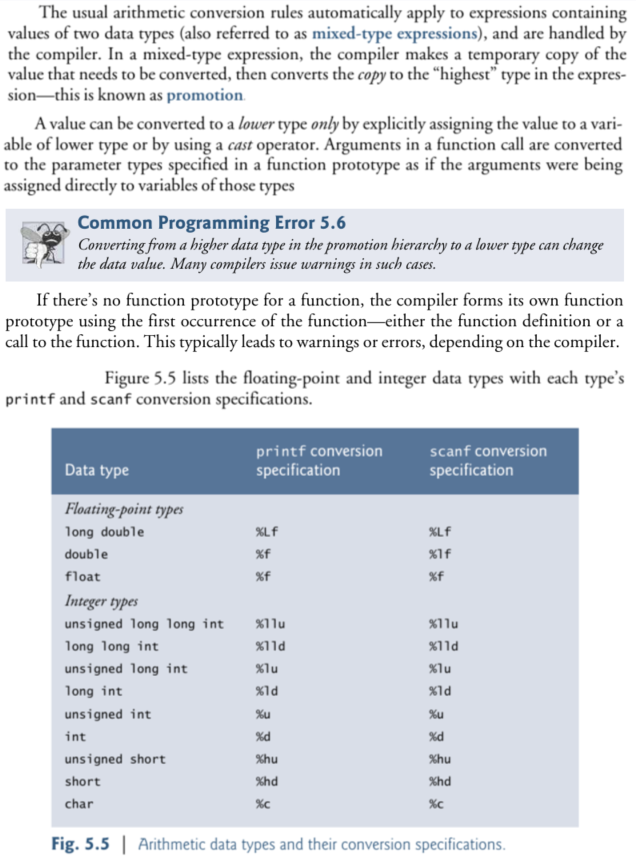 The usual arithmetic conversion rules automatically apply to expressions containing
values of two data types (also referred to as mixed-type expressions), and are handled by
the compiler. In a mixed-type expression, the compiler makes a temporary copy of the
value that needs to be converted, then converts the copy to the “highest” type in the expres-
sion—this is known as promotion.
A value can be converted to a lower type only by explicitly assigning the value to a vari-
able of lower type or by using a cast operator. Arguments in a function call are converted
to the parameter types specified in a function prototype as if the arguments were being
assigned directly to variables of those types
Common Programming Error 5.6
Converting from a higher data type in the promotion hierarchy to a lower type can change
the data value. Many compilers issue warnings in such cases.
If there’s no function prototype for a function, the compiler forms its own function
prototype using the first occurrence of the function—either the function definition or a
call to the function. This typically leads to warnings or errors, depending on the compiler.
Figure 5.5 lists the floating-point and integer data types with each type’s
printf and scanf conversion specifications.
Data type printf conversion specification scanf conversion specification
Floating-point types
long double %Lf %Lf
double %f %lf
float %f %f
Integer types
unsigned long long int %llu %llu
long long int %lld %lld
unsigned long int %lu %lu
long int %ld %ld
unsigned int %u %u
int %d %d
unsigned short %hu %hu
short %hd %hd
char %c %c
Fig. 5.5 | Arithmetic data types and their conversion specifications.